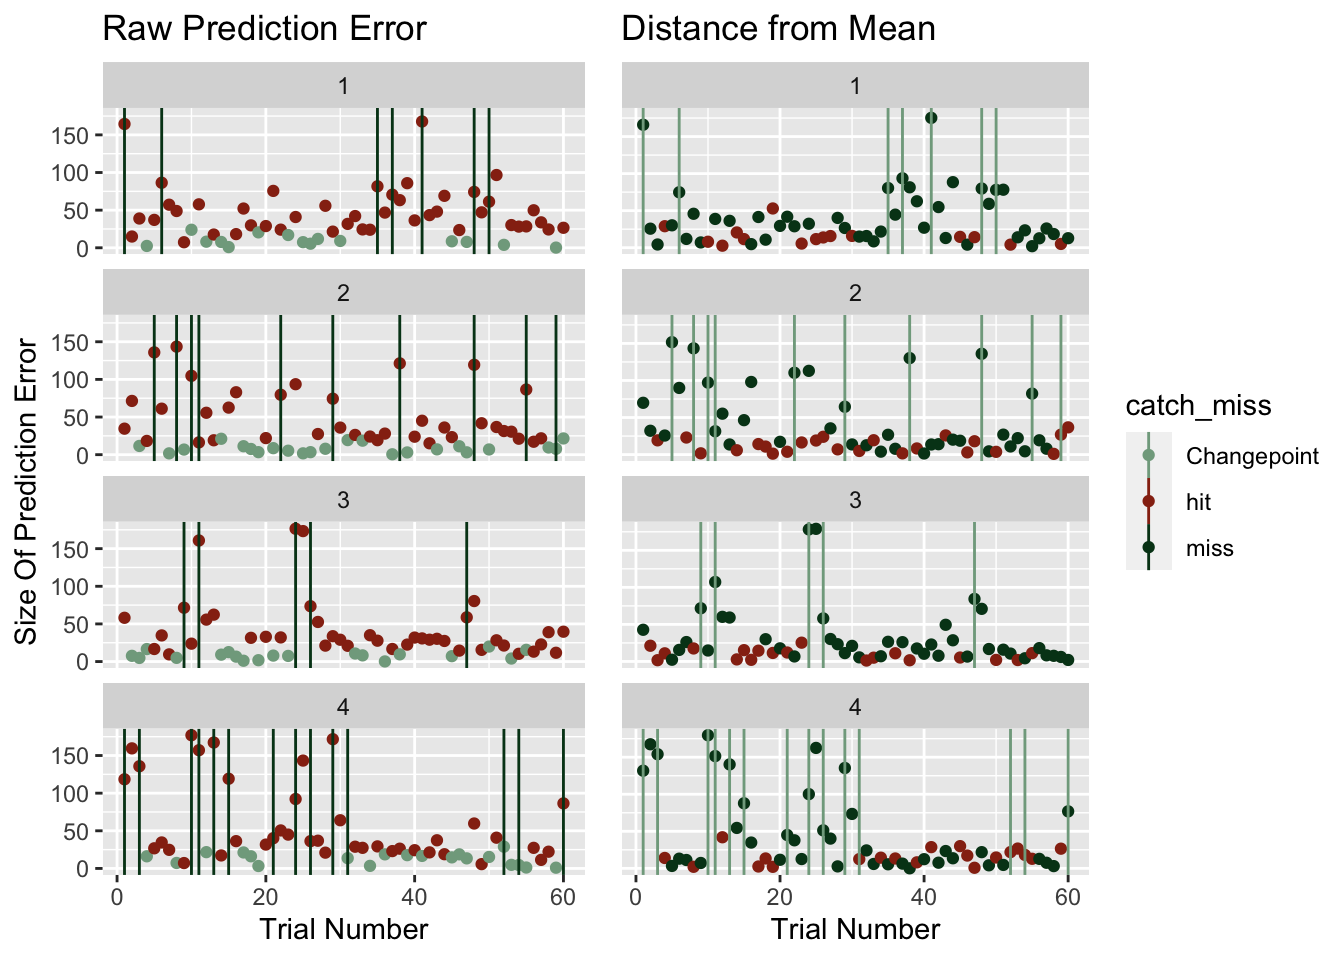 Raw Prediction Error
Distance from Mean
1
1
150
100
50
0
2
2
150
100
50
0
3
3
150
100
50
0
4
4
150
100
50
0
0 20 40 60
0 20 40 60
Trial Number
Trial Number
Size Of Prediction Error
catch_miss
Changepoint
hit
miss